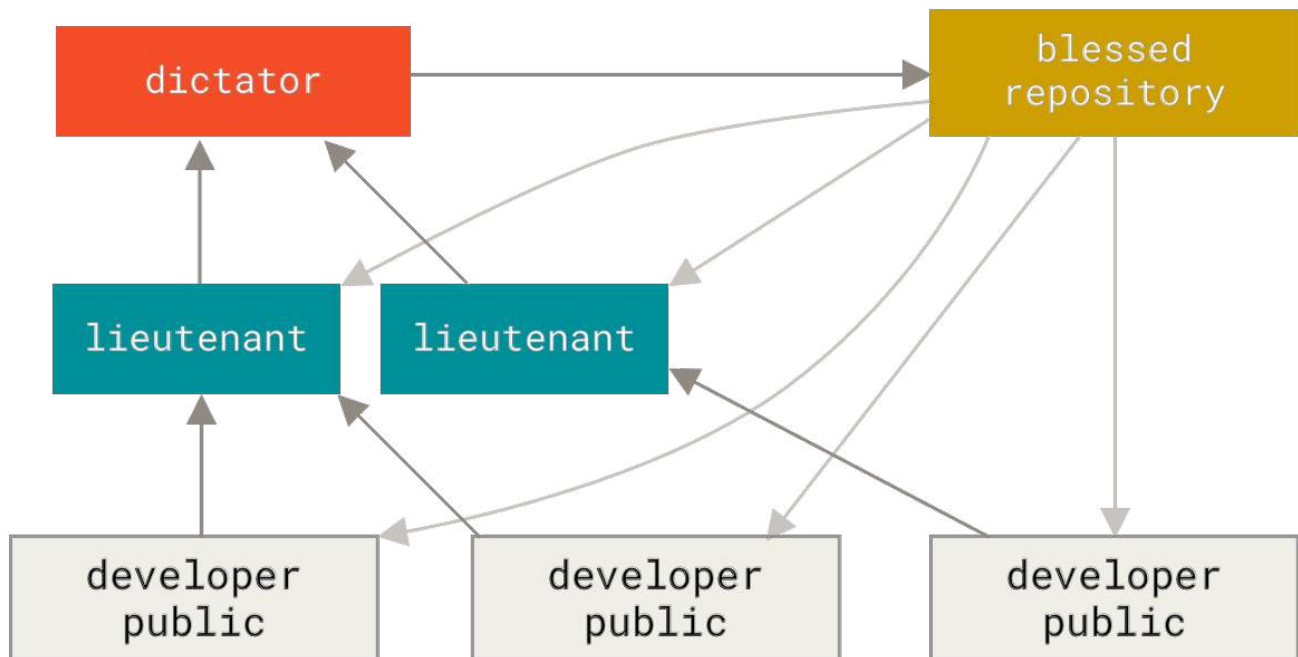 dictator
blessed
repository
lieutenant
lieutenant
developer
public
developer
public
developer
public